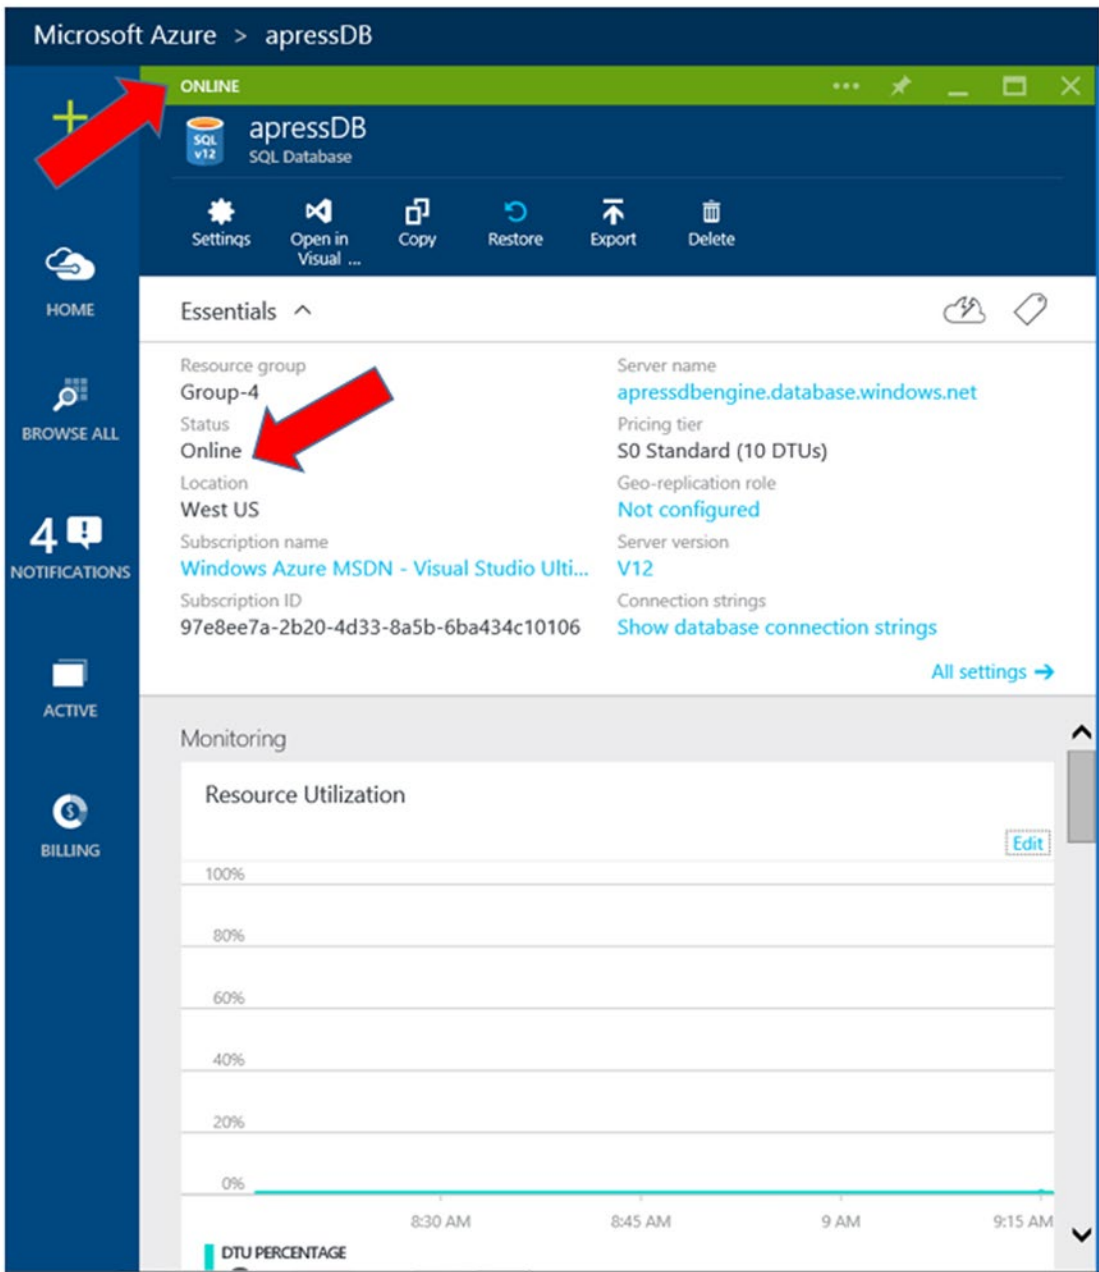 Microsoft Azure > apressDB
ONLINE
SQL v12
apressDB
SQL Database
Settings
Open in Visual ...
Copy
Restore
Export
Delete
HOME
BROWSE ALL
4
NOTIFICATIONS
ACTIVE
BILLING
Essentials
Resource group
Group-4
Status
Online
Location
West US
Subscription name
Windows Azure MSDN - Visual Studio Ulti...
Subscription ID
97e8ee7a-2b20-4d33-8a5b-6ba434c10106
Server name
apressdbengine.database.windows.net
Pricing tier
S0 Standard (10 DTUs)
Geo-replication role
Not configured
Server version
V12
Connection strings
Show database connection strings
All settings →
Monitoring
Resource Utilization
Edit
100%
80%
60%
40%
20%
0%
8:30 AM 8:45 AM 9 AM 9:15 AM
DTU PERCENTAGE